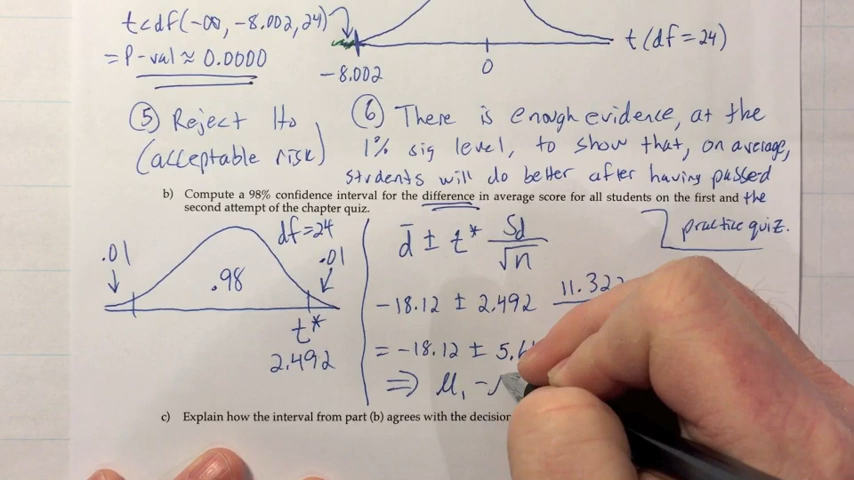 tcdf(-∞, -8.002, 24)
= P-val ≈ 0.0000
-8.002
0
t (df = 24)
⑤ Reject Ho
(acceptable risk)
⑥ There is enough evidence, at the
1% sig level, to show that, on average,
students will do better after having passed
the
practice quiz.
b) Compute a 98% confidence interval for the difference in average score for all students on the first and
second attempt of the chapter quiz.
.01
.98
df=24
.01
t*
2.492
d̄ ± t* Sd/√n
-18.12 ± 2.492 11.322
= -18.12 ± 5.6
⇒ μ₁ -
c) Explain how the interval from part (b) agrees with the decision